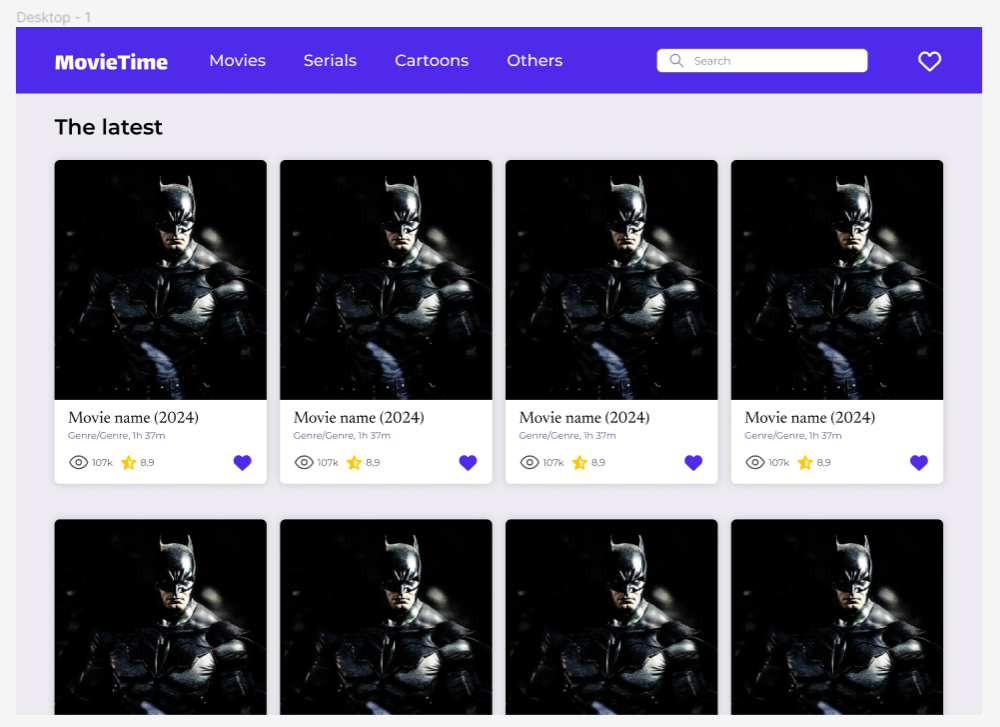 Desktop - 1
MovieTime Movies Serials Cartoons Others Search
The latest
Movie name (2024) Movie name (2024) Movie name (2024) Movie name (2024)
Genre/Genre, 1h 37m Genre/Genre, 1h 37m Genre/Genre, 1h 37m Genre/Genre, 1h 37m
107k 8,9 107k 8,9 107k 8,9 107k 8,9